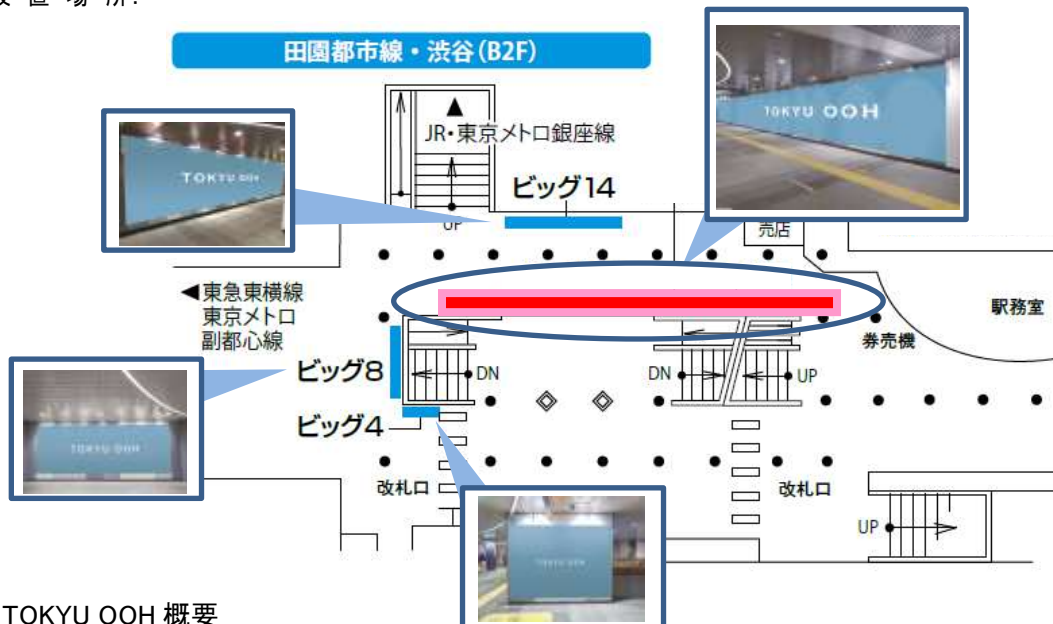 設 置 場 所:
田園都市線・渋谷(B2F)
TOKYU OOH
JR・東京メトロ銀座線
TOKYU OOH
ビッグ14
UP
売店
◀東急東横線
東京メトロ
副都心線
駅務室
券売機
ビッグ8
DN
DN
UP
ビッグ4
TOKYU OOH
改札口
改札口
UP
TOKYU OOH
TOKYU OOH 概要